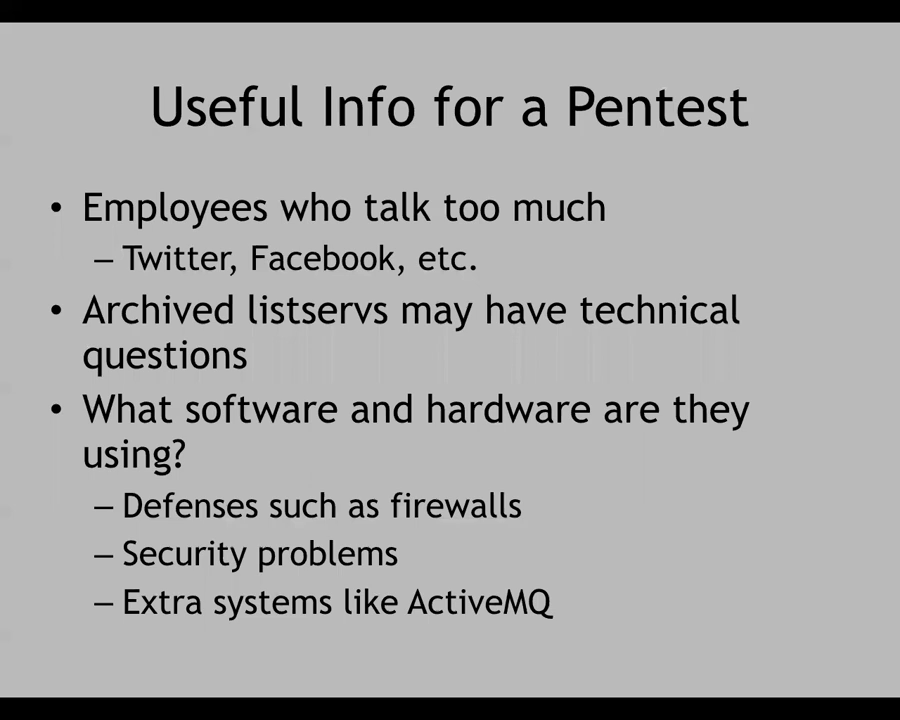 Useful Info for a Pentest
• Employees who talk too much
– Twitter, Facebook, etc.
• Archived listservs may have technical
questions
• What software and hardware are they
using?
– Defenses such as firewalls
– Security problems
– Extra systems like ActiveMQ